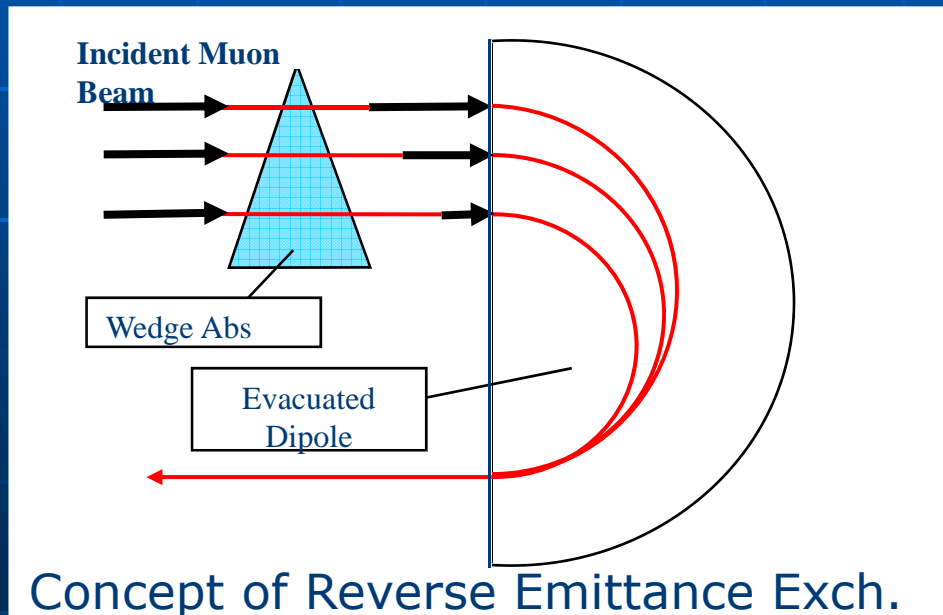 Incident Muon
Beam
Wedge Abs
Evacuated
Dipole
Concept of Reverse Emittance Exch.